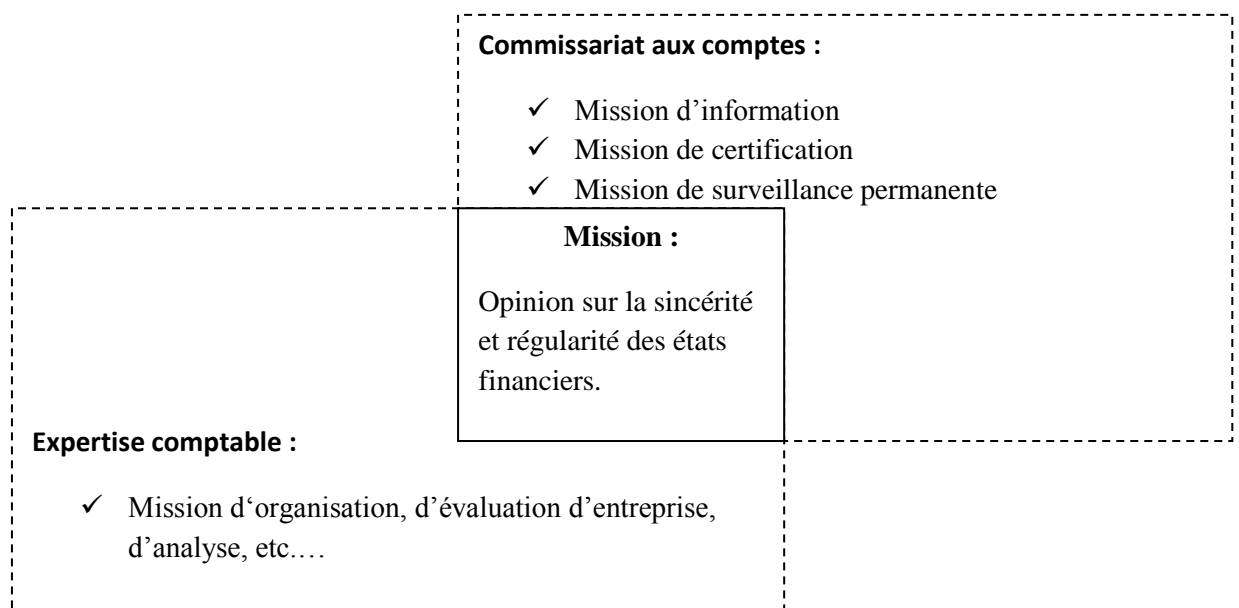 Commissariat aux comptes :
✓ Mission d’information
✓ Mission de certification
✓ Mission de surveillance permanente
Mission :
Opinion sur la sincérité
et régularité des états
financiers.
Expertise comptable :
✓ Mission d‘organisation, d’évaluation d’entreprise,
d’analyse, etc.…